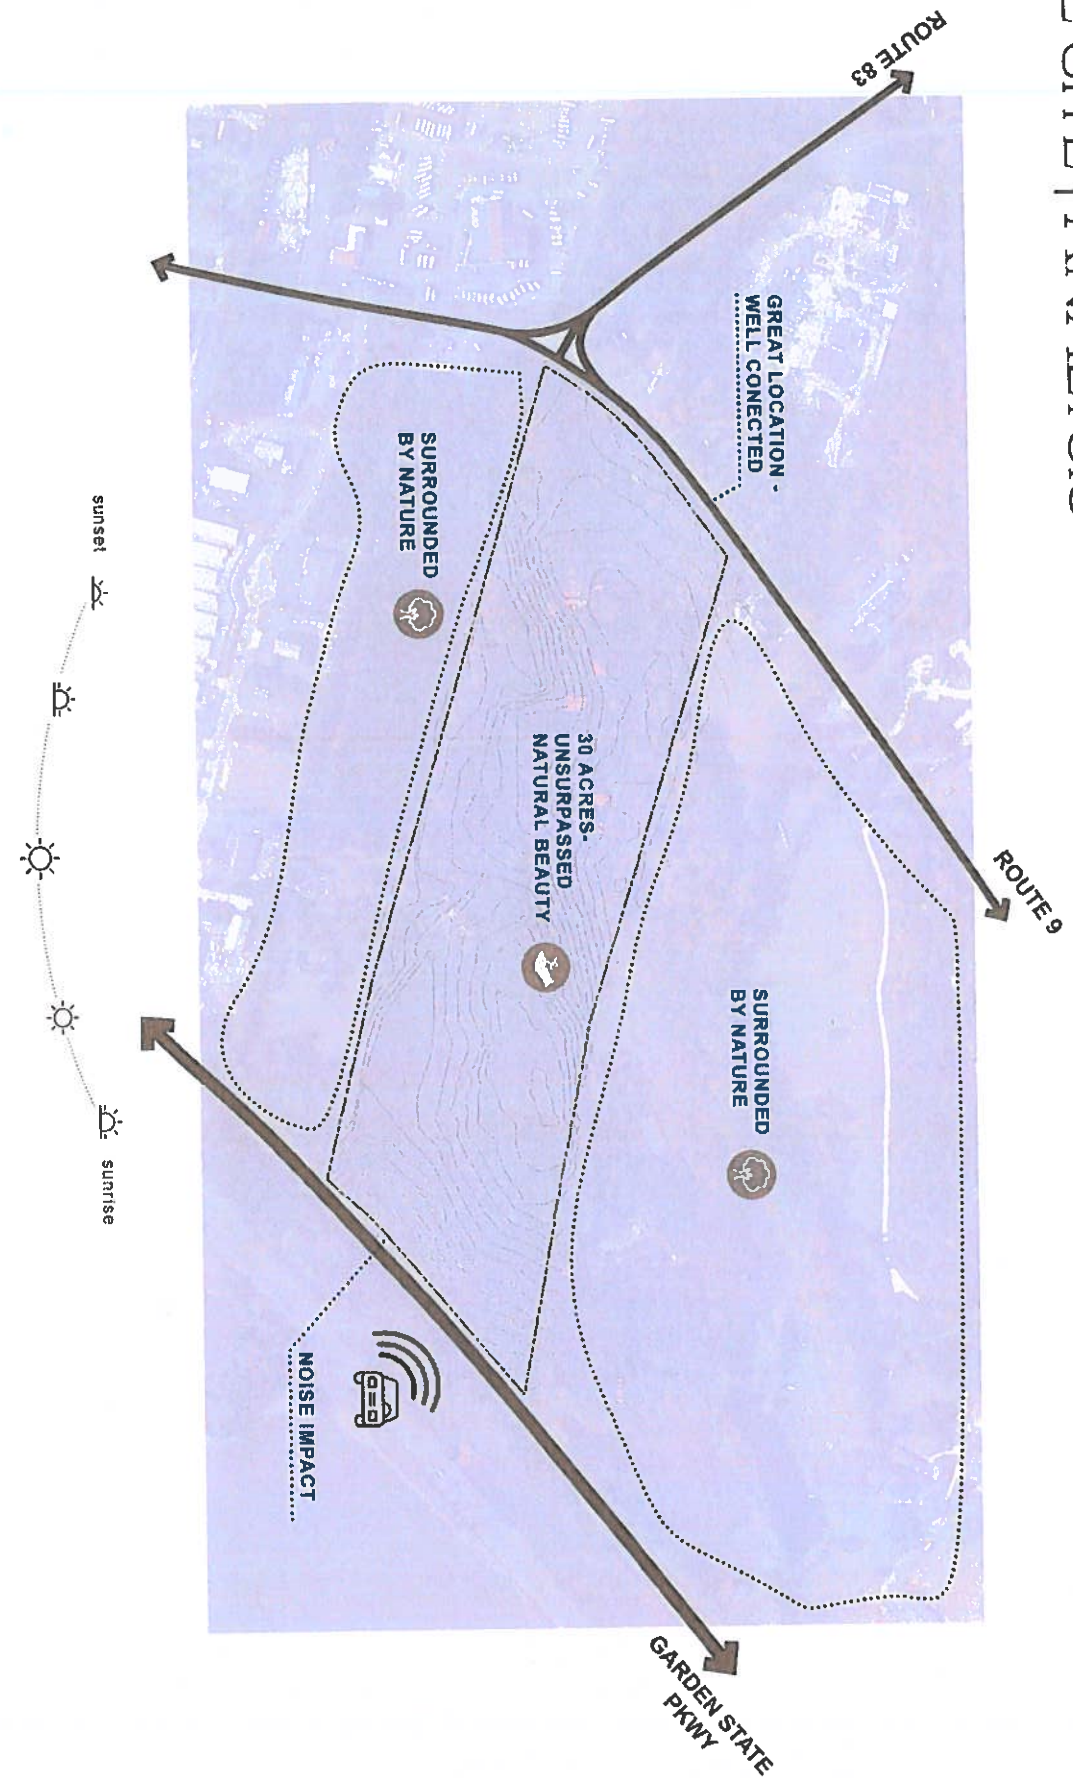 ROUTE 83
GREAT LOCATION -
WELL CONECTED
ROUTE 9
SURROUNDED
BY NATURE
30 ACRES-
UNSURPASSED
NATURAL BEAUTY
SURROUNDED
BY NATURE
NOISE IMPACT
GARDEN STATE
PKWY
sunset
sunrise